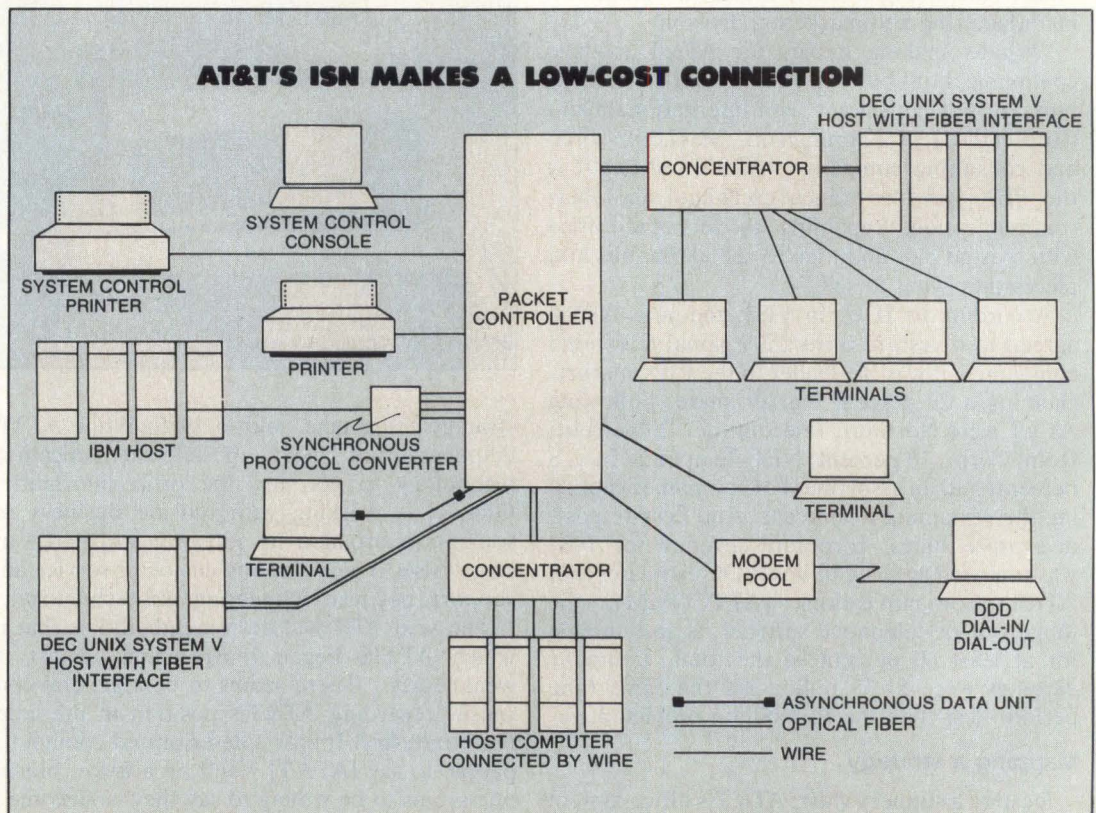 AT&T'S ISN MAKES A LOW-COST CONNECTION
DEC UNIX SYSTEM V
HOST WITH FIBER INTERFACE
CONCENTRATOR
SYSTEM CONTROL
CONSOLE
SYSTEM CONTROL
PRINTER
PACKET
CONTROLLER
PRINTER
TERMINALS
IBM HOST
SYNCHRONOUS
PROTOCOL CONVERTER
TERMINAL
TERMINAL
CONCENTRATOR
MODEM
POOL
DEC UNIX SYSTEM V
HOST WITH FIBER
INTERFACE
DDD
DIAL-IN/
DIAL-OUT
HOST COMPUTER
CONNECTED BY WIRE
ASYNCHRONOUS DATA UNIT
OPTICAL FIBER
WIRE